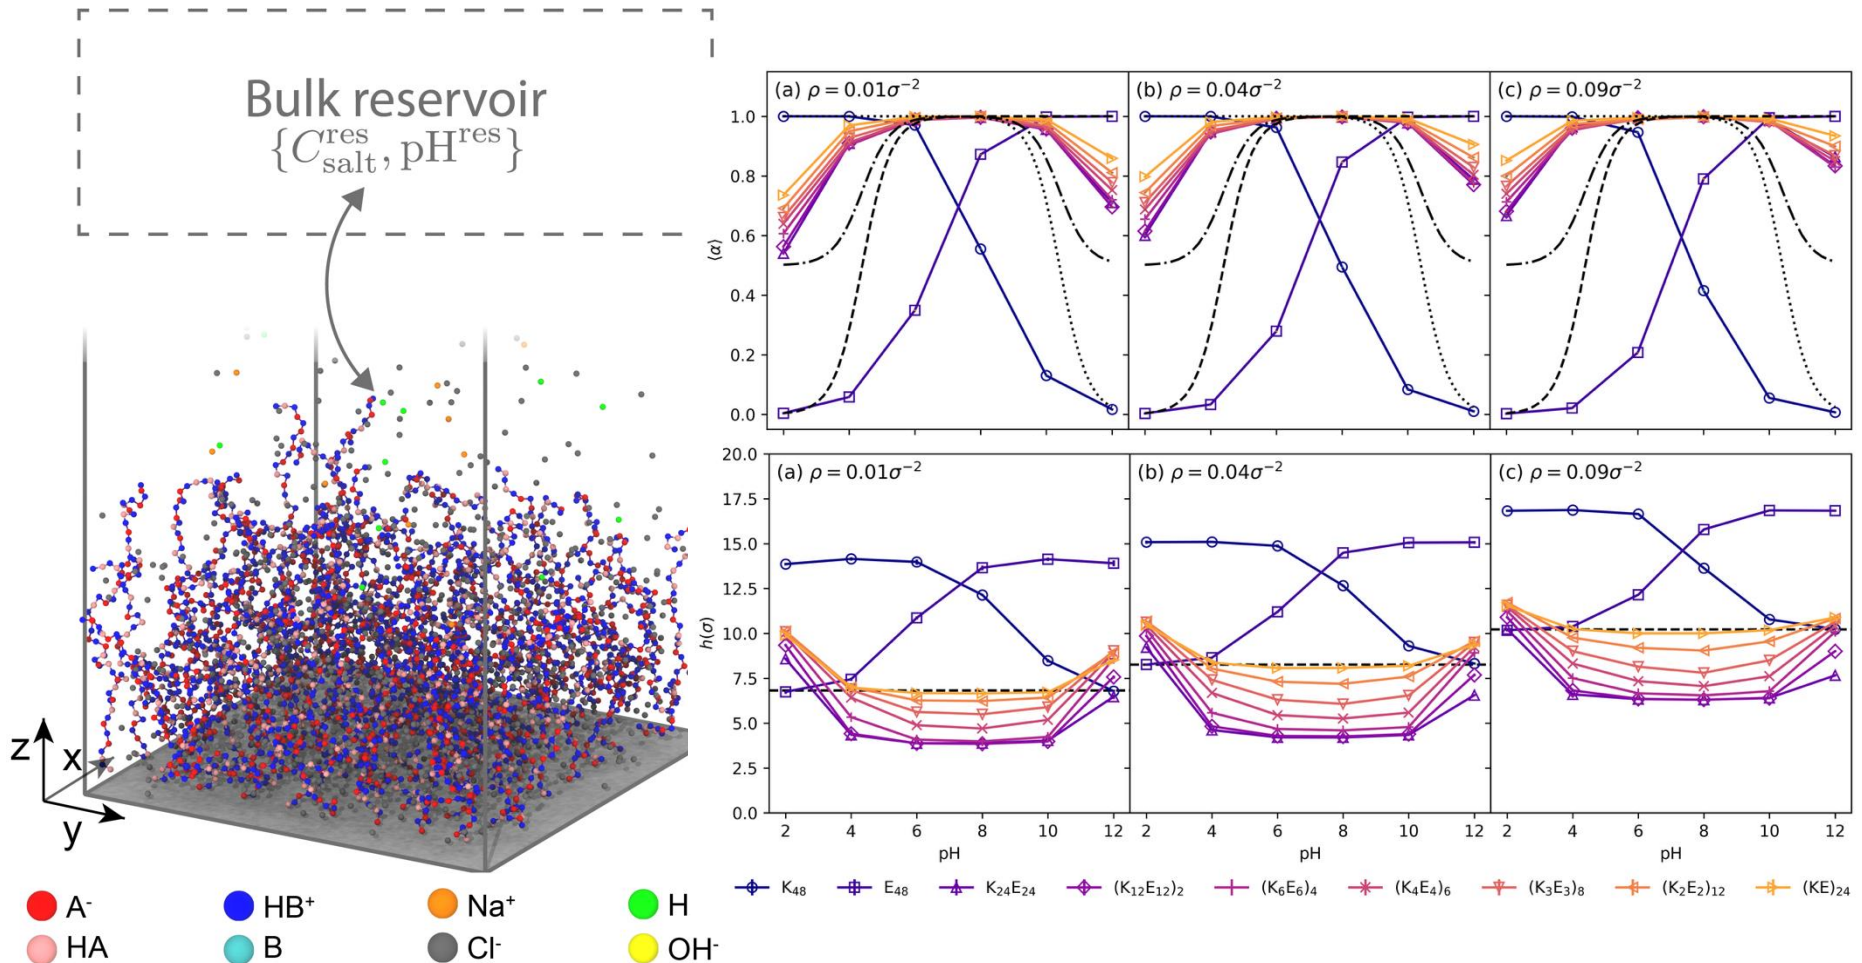 Bulk reservoir
{C_salt^res, pH^res}
z
x
y
A⁻
HB⁺
Na⁺
H
HA
B
Cl⁻
OH⁻
(a) ρ = 0.01σ⁻²
(b) ρ = 0.04σ⁻²
(c) ρ = 0.09σ⁻²
1.0
0.8
0.6
0.4
0.2
0.0
⟨α⟩
(a) ρ = 0.01σ⁻²
(b) ρ = 0.04σ⁻²
(c) ρ = 0.09σ⁻²
20.0
17.5
15.0
12.5
10.0
7.5
5.0
2.5
0.0
h(σ)
2 4 6 8 10 12
2 4 6 8 10 12
2 4 6 8 10 12
pH
pH
pH
K₄₈
E₄₈
K₂₄E₂₄
(K₁₂E₁₂)₂
(K₆E₆)₄
(K₄E₄)₆
(K₃E₃)₈
(K₂E₂)₁₂
(KE)₂₄